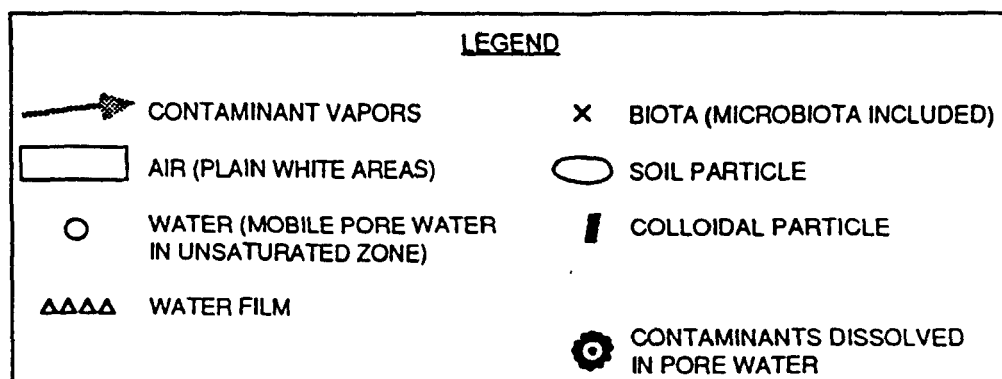 LEGEND
CONTAMINANT VAPORS
AIR (PLAIN WHITE AREAS)
WATER (MOBILE PORE WATER
IN UNSATURATED ZONE)
WATER FILM
BIOTA (MICROBIOTA INCLUDED)
SOIL PARTICLE
COLLOIDAL PARTICLE
CONTAMINANTS DISSOLVED
IN PORE WATER